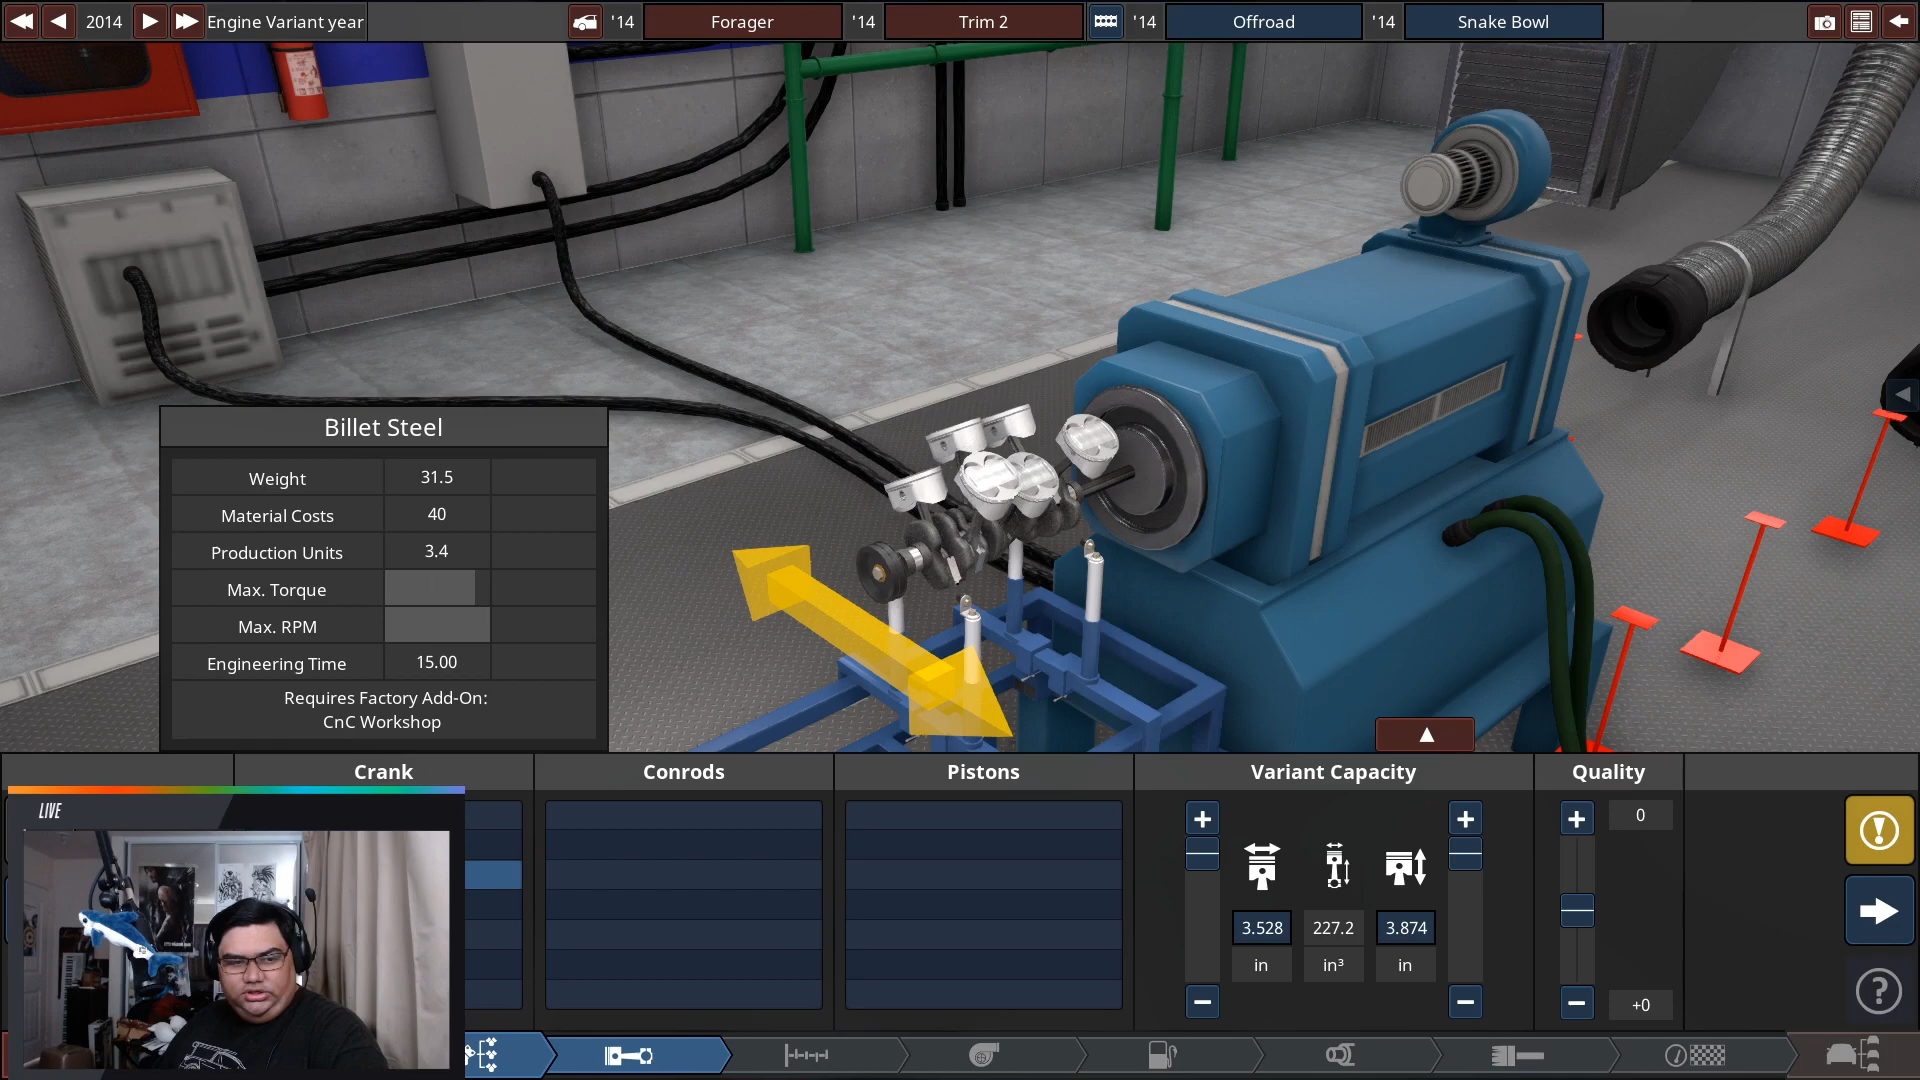 2014
Engine Variant year
'14
Forager
'14
Trim 2
'14
Offroad
'14
Snake Bowl
Billet Steel
Weight 31.5
Material Costs 40
Production Units 3.4
Max. Torque
Max. RPM
Engineering Time 15.00
Requires Factory Add-On:
CnC Workshop
Crank
Conrods
Pistons
Variant Capacity
Quality
LIVE
0
3.528
227.2
3.874
in
in³
in
+0